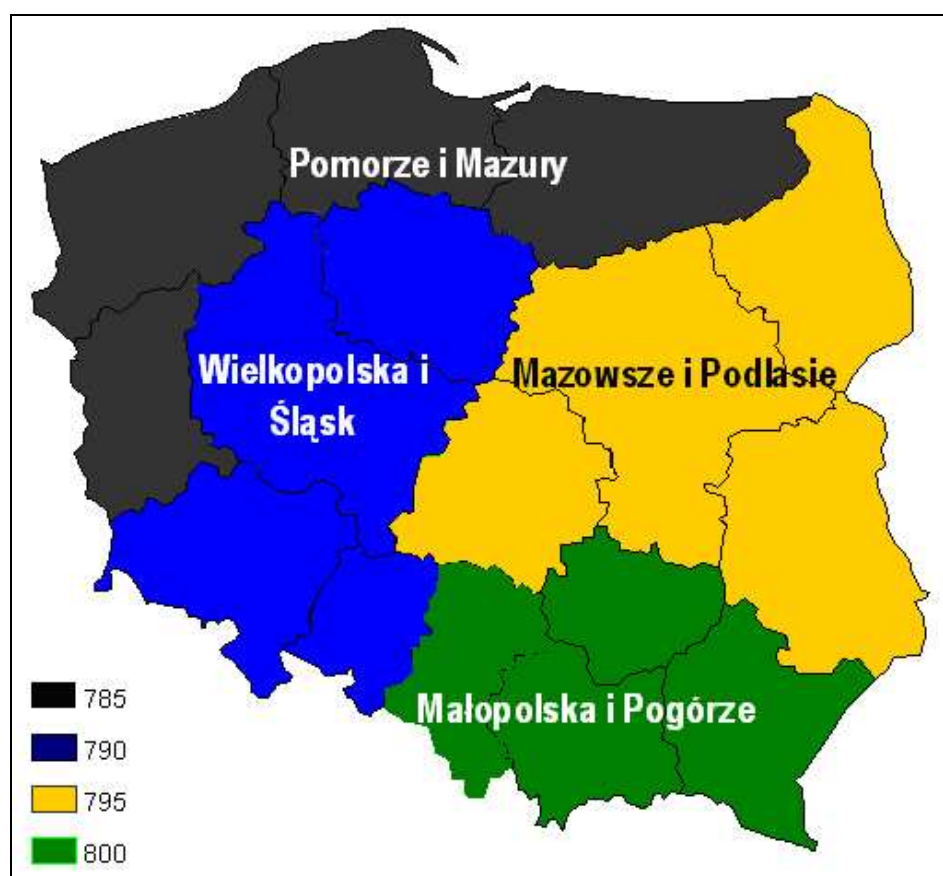 Pomorze i Mazury
Wielkopolska i
Śląsk
Mazowsze i Podlasie
Małopolska i Pogórze
785
790
795
800